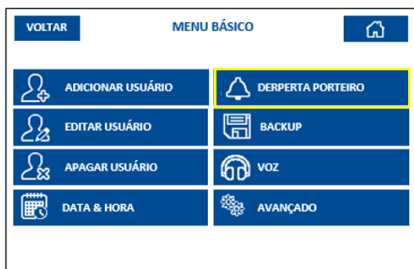 VOLTAR
MENU BÁSICO
ADICIONAR USUÁRIO
DERPERTA PORTEIRO
EDITAR USUÁRIO
BACKUP
APAGAR USUÁRIO
VOZ
DATA & HORA
AVANÇADO